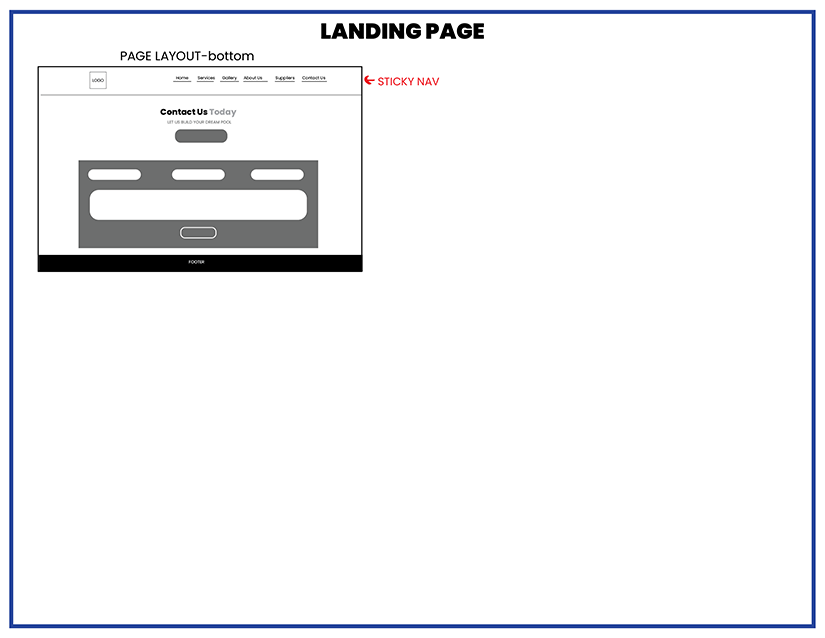 LANDING PAGE
PAGE LAYOUT-bottom
LOGO
Home Services Gallery About Us Suppliers Contact Us
STICKY NAV
Contact Us Today
LET US BUILD YOUR DREAM POOL
FOOTER